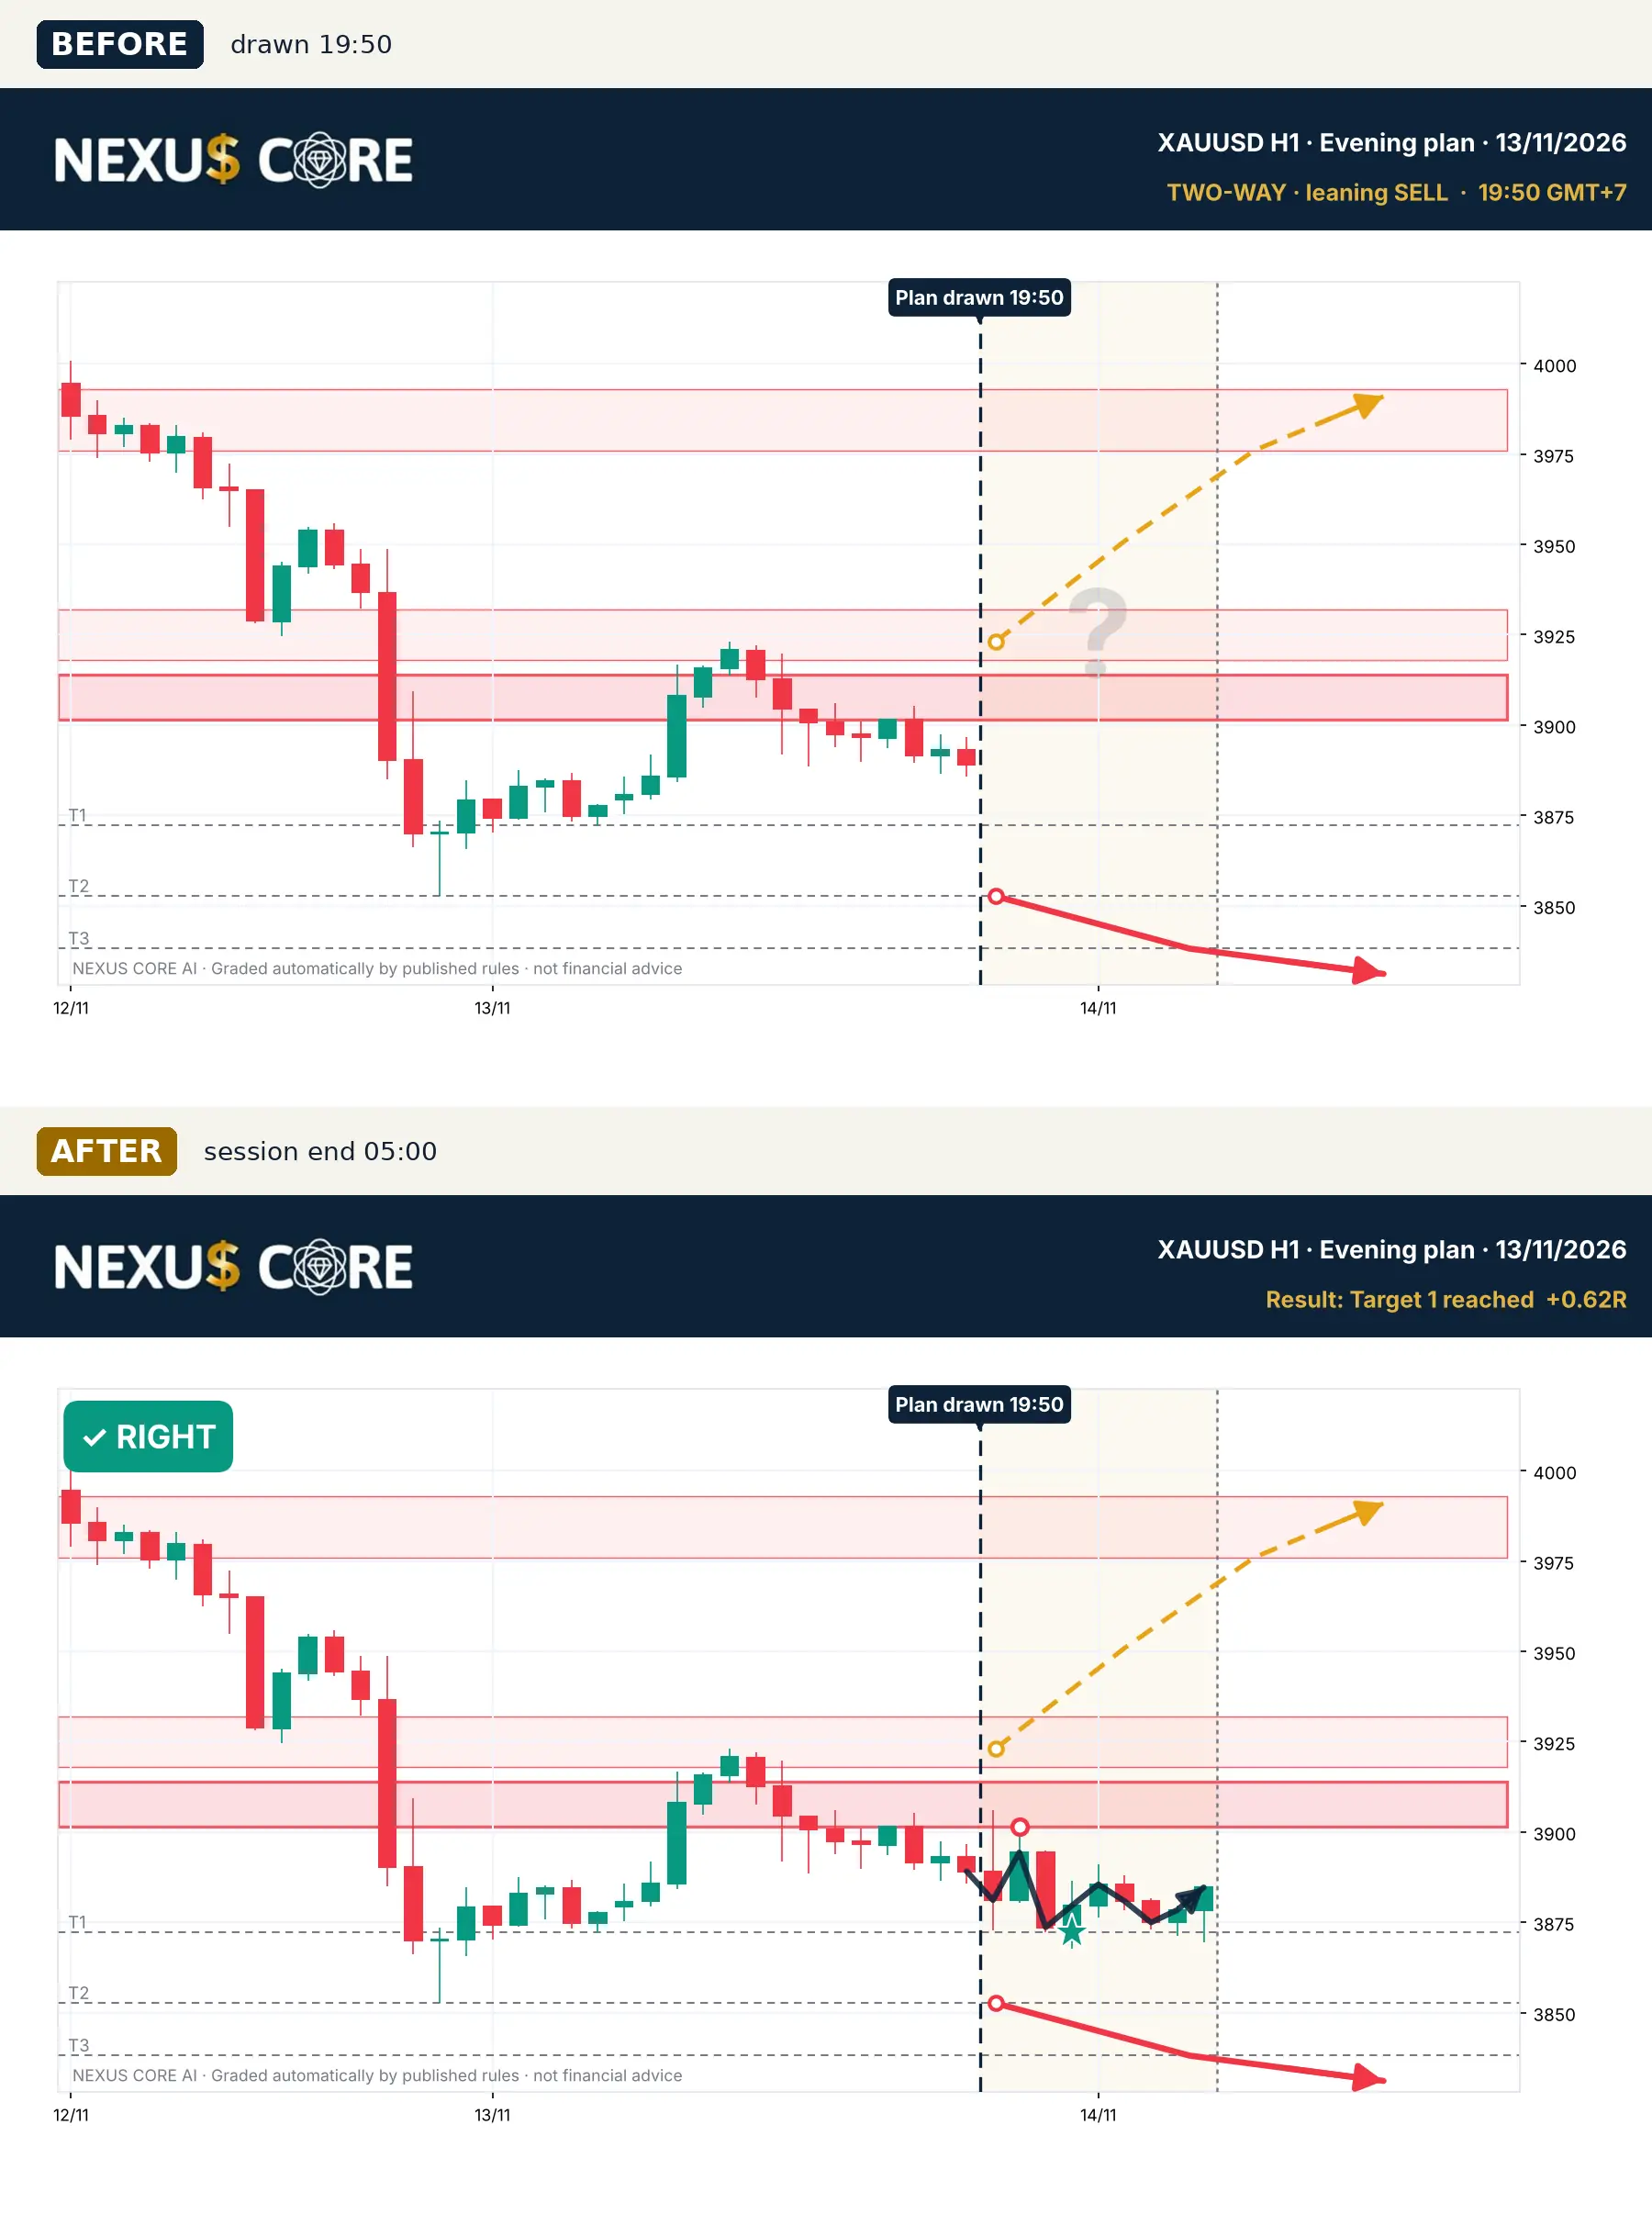 BEFORE drawn 19:50
NEXU$ CORE
XAUUSD H1 · Evening plan · 13/11/2026
TWO-WAY · leaning SELL · 19:50 GMT+7
Plan drawn 19:50
4000
3975
3950
?
3925
3900
T1
3875
T2
3850
T3
NEXUS CORE AI · Graded automatically by published rules · not financial advice
12/11 13/11 14/11
AFTER session end 05:00
NEXU$ CORE
XAUUSD H1 · Evening plan · 13/11/2026
Result: Target 1 reached +0.62R
Plan drawn 19:50
✓ RIGHT
4000
3975
3950
3925
3900
T1
3875
T2
3850
T3
NEXUS CORE AI · Graded automatically by published rules · not financial advice
12/11 13/11 14/11